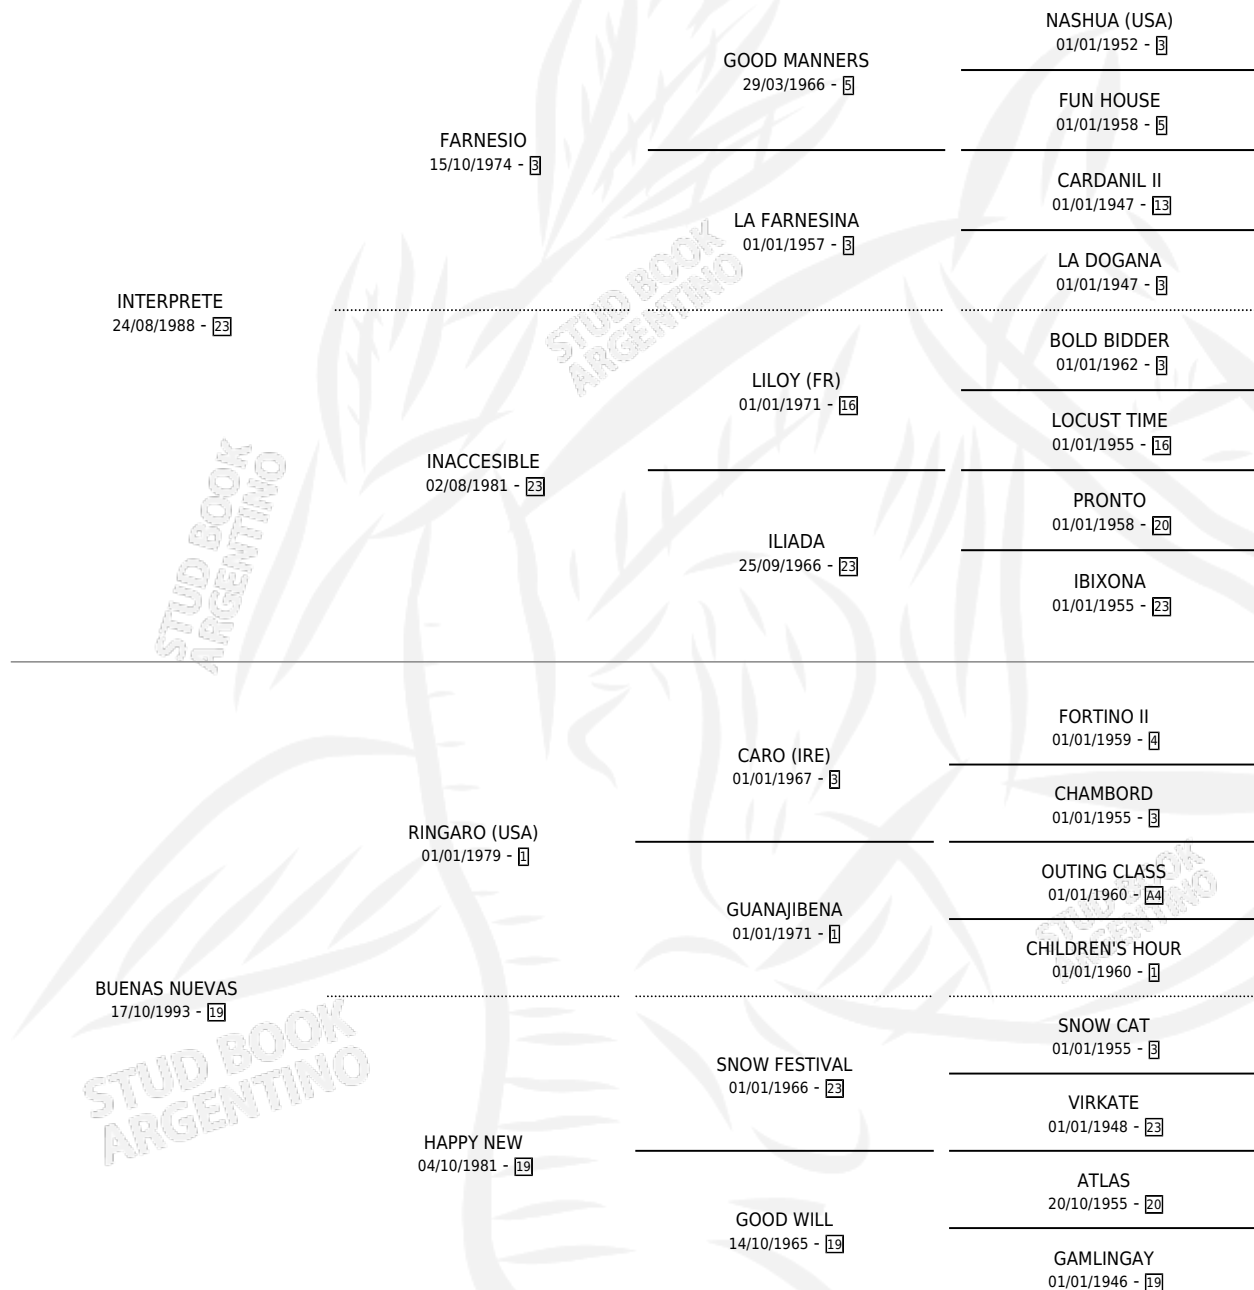 NASHUA (USA)
01/01/1952 - 3
GOOD MANNERS
29/03/1966 - 5
FUN HOUSE
01/01/1958 - 5
FARNESIO
15/10/1974 - 3
CARDANIL II
01/01/1947 - 13
LA FARNESINA
01/01/1957 - 3
LA DOGANA
01/01/1947 - 3
INTERPRETE
24/08/1988 - 23
BOLD BIDDER
01/01/1962 - 3
LILOY (FR)
01/01/1971 - 16
LOCUST TIME
01/01/1955 - 16
INACCESIBLE
02/08/1981 - 23
PRONTO
01/01/1958 - 20
ILIADA
25/09/1966 - 23
IBIXONA
01/01/1955 - 23
FORTINO II
01/01/1959 - 4
CARO (IRE)
01/01/1967 - 3
CHAMBORD
01/01/1955 - 3
RINGARO (USA)
01/01/1979 - 1
OUTING CLASS
01/01/1960 - A4
GUANAJIBENA
01/01/1971 - 1
CHILDREN'S HOUR
01/01/1960 - 1
BUENAS NUEVAS
17/10/1993 - 19
SNOW CAT
01/01/1955 - 3
SNOW FESTIVAL
01/01/1966 - 23
VIRKATE
01/01/1948 - 23
HAPPY NEW
04/10/1981 - 19
ATLAS
20/10/1955 - 20
GOOD WILL
14/10/1965 - 19
GAMLINGAY
01/01/1946 - 19
STUD BOOK
ARGENTINO
STUD BOOK
ARGENTINO
STUD BOOK
ARGENTINO
STUD BOOK
ARGENTINO